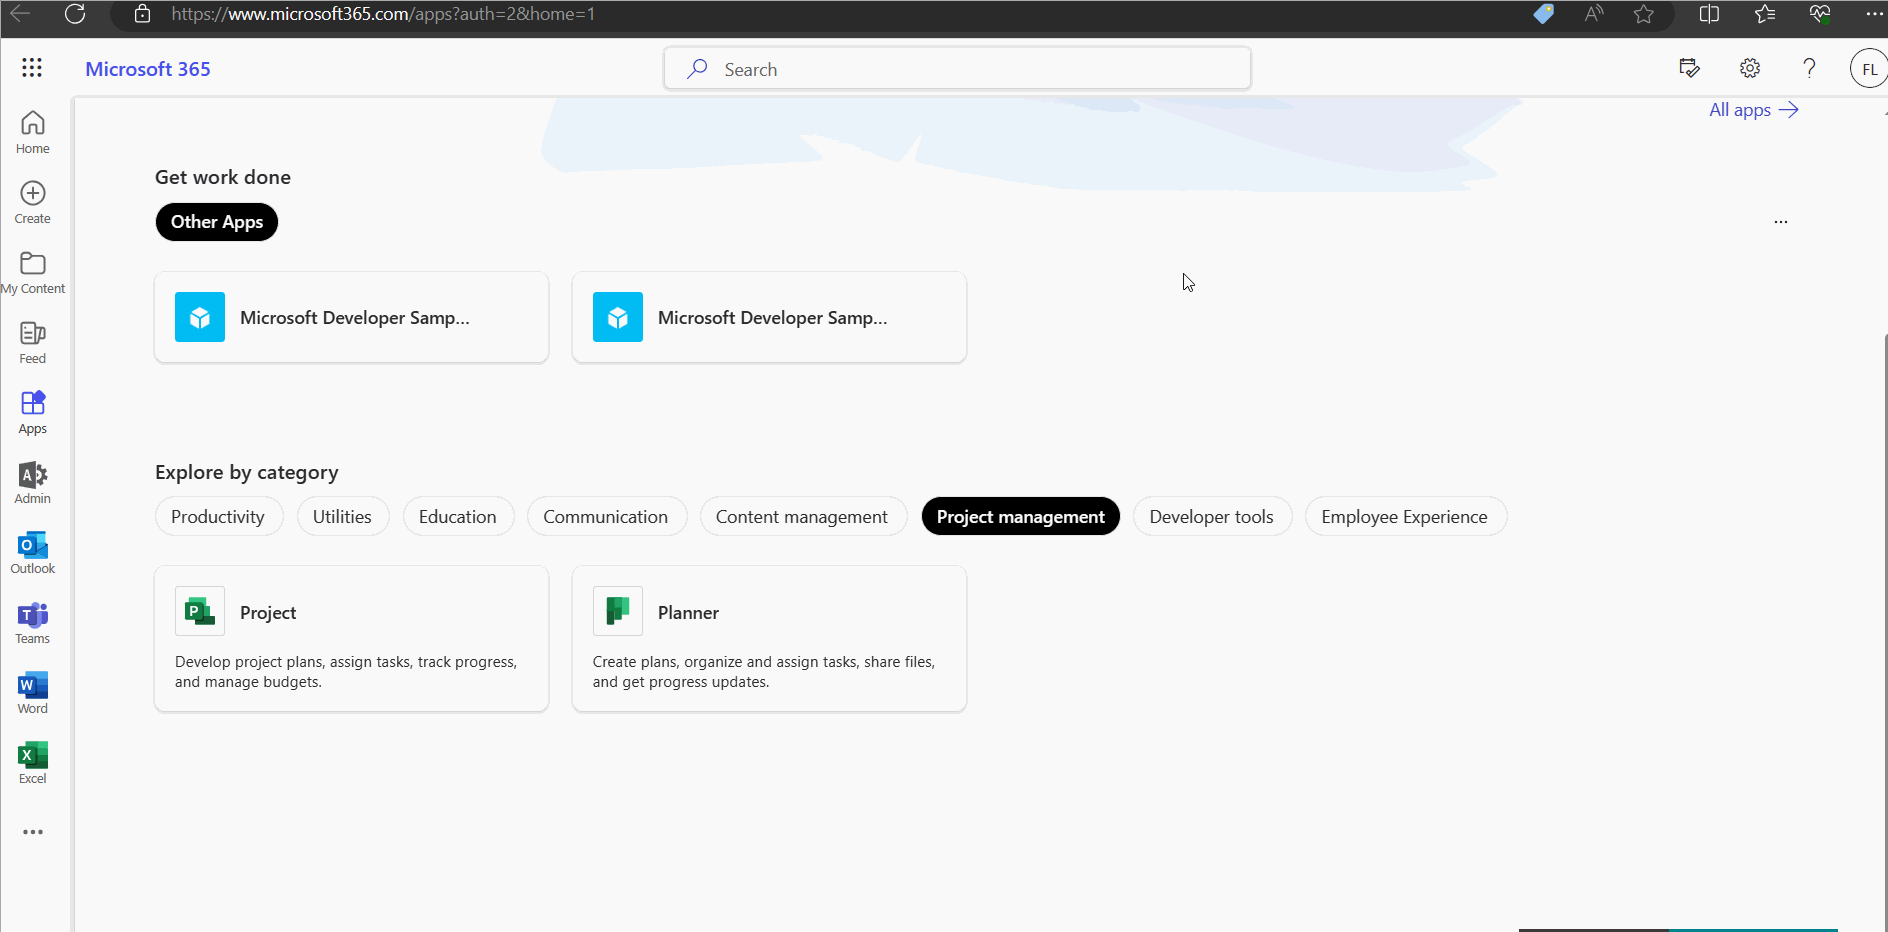 https://www.microsoft365.com/apps?auth=2&home=1
Microsoft 365
Search
FL
All apps
Home
Create
My Content
Feed
Apps
Admin
Outlook
Teams
Word
Excel
Get work done
Other Apps
Microsoft Developer Samp...
Microsoft Developer Samp...
Explore by category
Productivity Utilities Education Communication Content management Project management Developer tools Employee Experience
Project
Develop project plans, assign tasks, track progress,
and manage budgets.
Planner
Create plans, organize and assign tasks, share files,
and get progress updates.